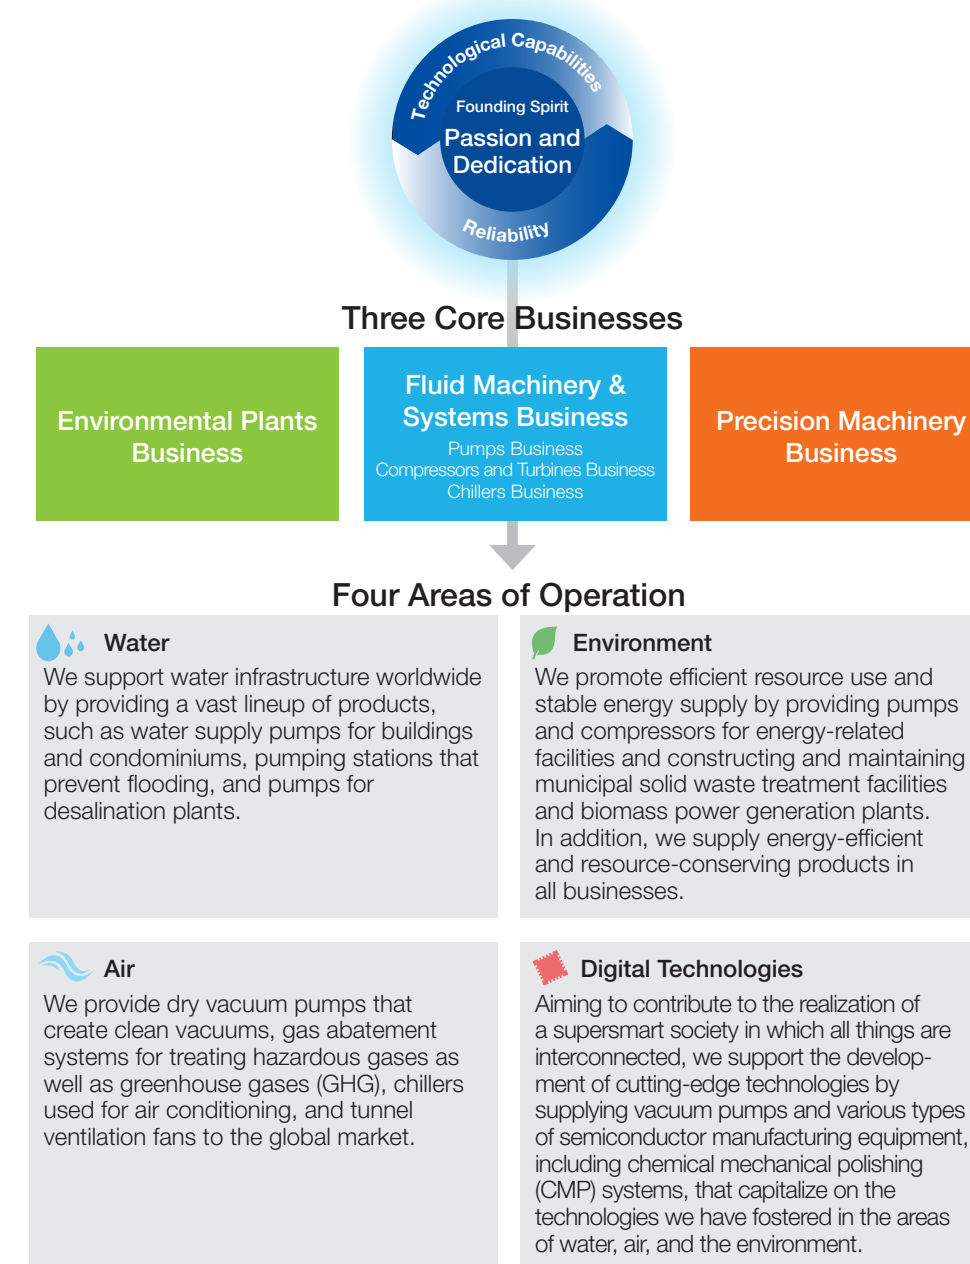 Technological Capabilities
Founding Spirit
Passion and
Dedication
Reliability
Three Core Businesses
Environmental Plants
Business
Fluid Machinery &
Systems Business
Pumps Business
Compressors and Turbines Business
Chillers Business
Precision Machinery
Business
Four Areas of Operation
Water
We support water infrastructure worldwide
by providing a vast lineup of products,
such as water supply pumps for buildings
and condominiums, pumping stations that
prevent flooding, and pumps for
desalination plants.
Environment
We promote efficient resource use and
stable energy supply by providing pumps
and compressors for energy-related
facilities and constructing and maintaining
municipal solid waste treatment facilities
and biomass power generation plants.
In addition, we supply energy-efficient
and resource-conserving products in
all businesses.
Air
We provide dry vacuum pumps that
create clean vacuums, gas abatement
systems for treating hazardous gases as
well as greenhouse gases (GHG), chillers
used for air conditioning, and tunnel
ventilation fans to the global market.
Digital Technologies
Aiming to contribute to the realization of
a supersmart society in which all things are
interconnected, we support the develop-
ment of cutting-edge technologies by
supplying vacuum pumps and various types
of semiconductor manufacturing equipment,
including chemical mechanical polishing
(CMP) systems, that capitalize on the
technologies we have fostered in the areas
of water, air, and the environment.